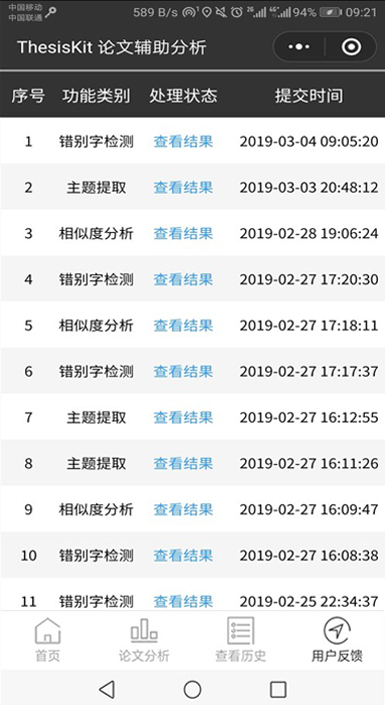 中国移动
中国联通
589 B/s 94% 09:21
ThesisKit 论文辅助分析
序号 功能类别 处理状态 提交时间
1 错别字检测 查看结果 2019-03-04 09:05:20
2 主题提取 查看结果 2019-03-03 20:48:12
3 相似度分析 查看结果 2019-02-28 19:06:24
4 错别字检测 查看结果 2019-02-27 17:20:30
5 相似度分析 查看结果 2019-02-27 17:18:11
6 错别字检测 查看结果 2019-02-27 17:17:37
7 主题提取 查看结果 2019-02-27 16:12:55
8 主题提取 查看结果 2019-02-27 16:11:26
9 相似度分析 查看结果 2019-02-27 16:09:47
10 错别字检测 查看结果 2019-02-27 16:08:38
11 错别字检测 查看结果 2019-02-25 22:34:37
首页 论文分析 查看历史 用户反馈